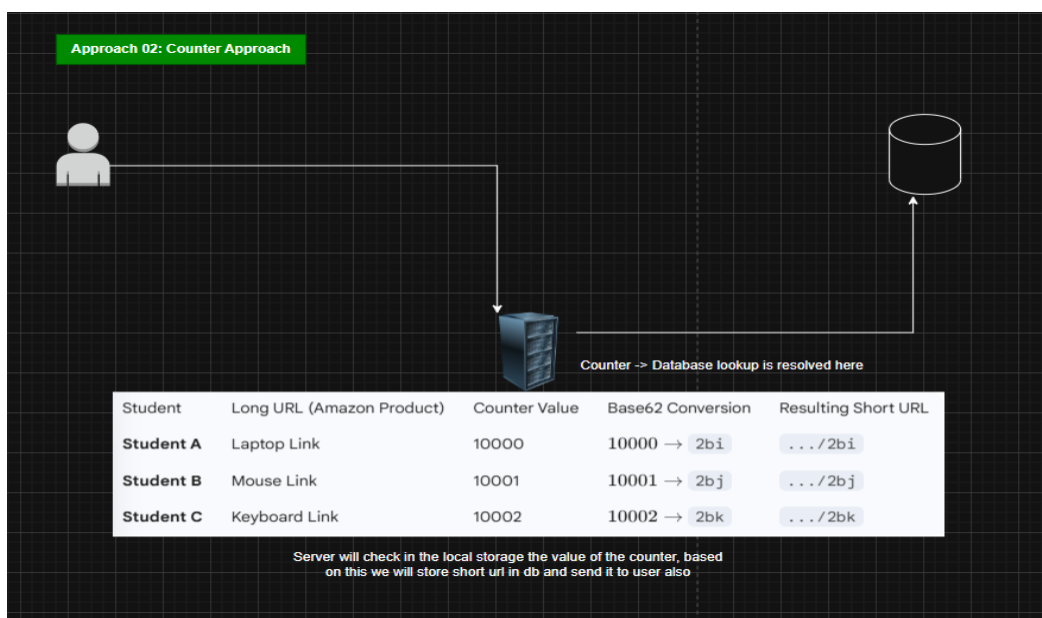 Approach 02: Counter Approach
Counter -> Database lookup is resolved here
Student Long URL (Amazon Product) Counter Value Base62 Conversion Resulting Short URL
Student A Laptop Link 10000 10000 → 2bi .../2bi
Student B Mouse Link 10001 10001 → 2bj .../2bj
Student C Keyboard Link 10002 10002 → 2bk .../2bk
Server will check in the local storage the value of the counter, based
on this we will store short url in db and send it to user also